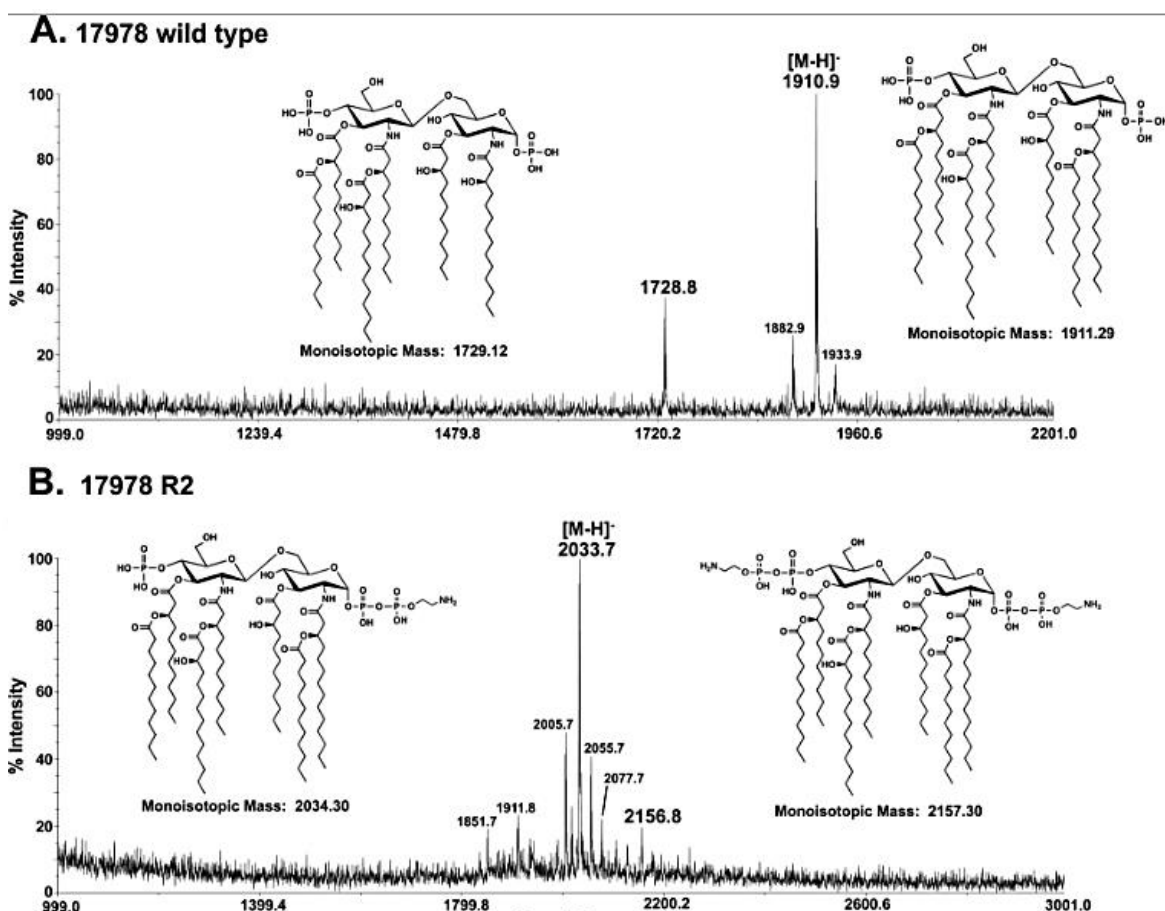 A. 17978 wild type
[M-H]-
1910.9
100
80
60
40
20
0
% Intensity
1728.8
1882.9
1933.9
Monoisotopic Mass: 1729.12
Monoisotopic Mass: 1911.29
999.0 1239.4 1479.8 1720.2 1960.6 2201.0
B. 17978 R2
[M-H]-
2033.7
100
80
60
40
20
0
% Intensity
2005.7
2055.7
2077.7
1851.7
1911.8
2156.8
Monoisotopic Mass: 2034.30
Monoisotopic Mass: 2157.30
999.0 1399.4 1799.8 2200.2 2600.6 3001.0